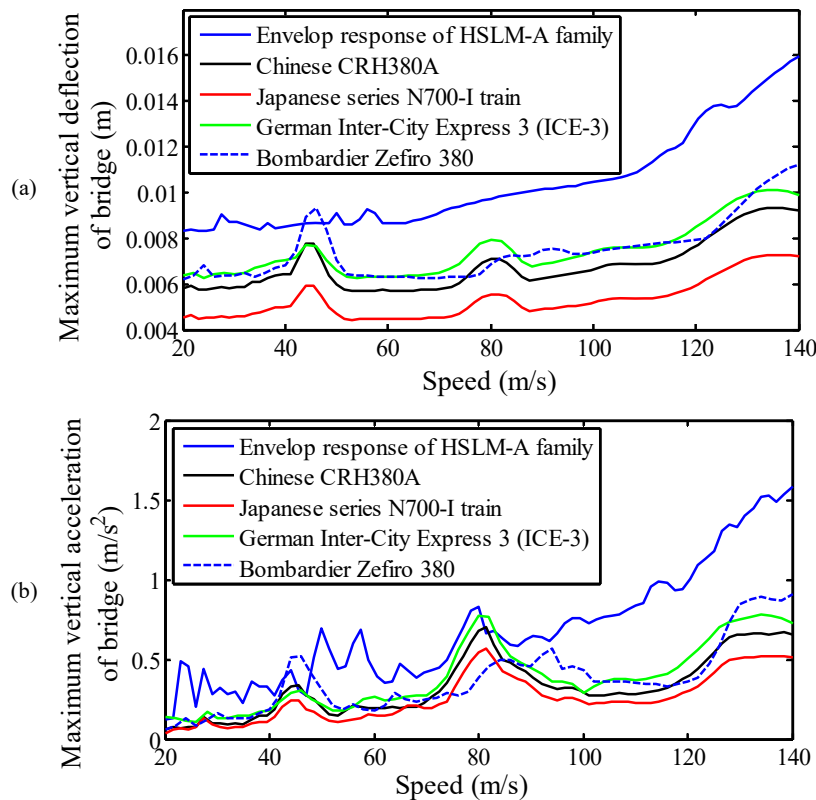 (a)
Maximum vertical deflection
of bridge (m)
0.016
0.014
0.012
0.01
0.008
0.006
0.004
Envelop response of HSLM-A family
Chinese CRH380A
Japanese series N700-I train
German Inter-City Express 3 (ICE-3)
Bombardier Zefiro 380
20 40 60 80 100 120 140
Speed (m/s)
(b)
Maximum vertical acceleration
of bridge (m/s²)
2
1.5
1
0.5
0
Envelop response of HSLM-A family
Chinese CRH380A
Japanese series N700-I train
German Inter-City Express 3 (ICE-3)
Bombardier Zefiro 380
20 40 60 80 100 120 140
Speed (m/s)